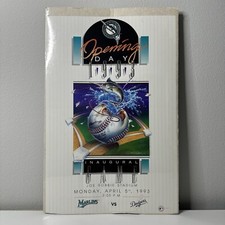 Opening
DAY
1993
INAUGURAL
GAME
JOE ROBBIE STADIUM
MONDAY, APRIL 5, 1993
MARLINS VS Dodgers